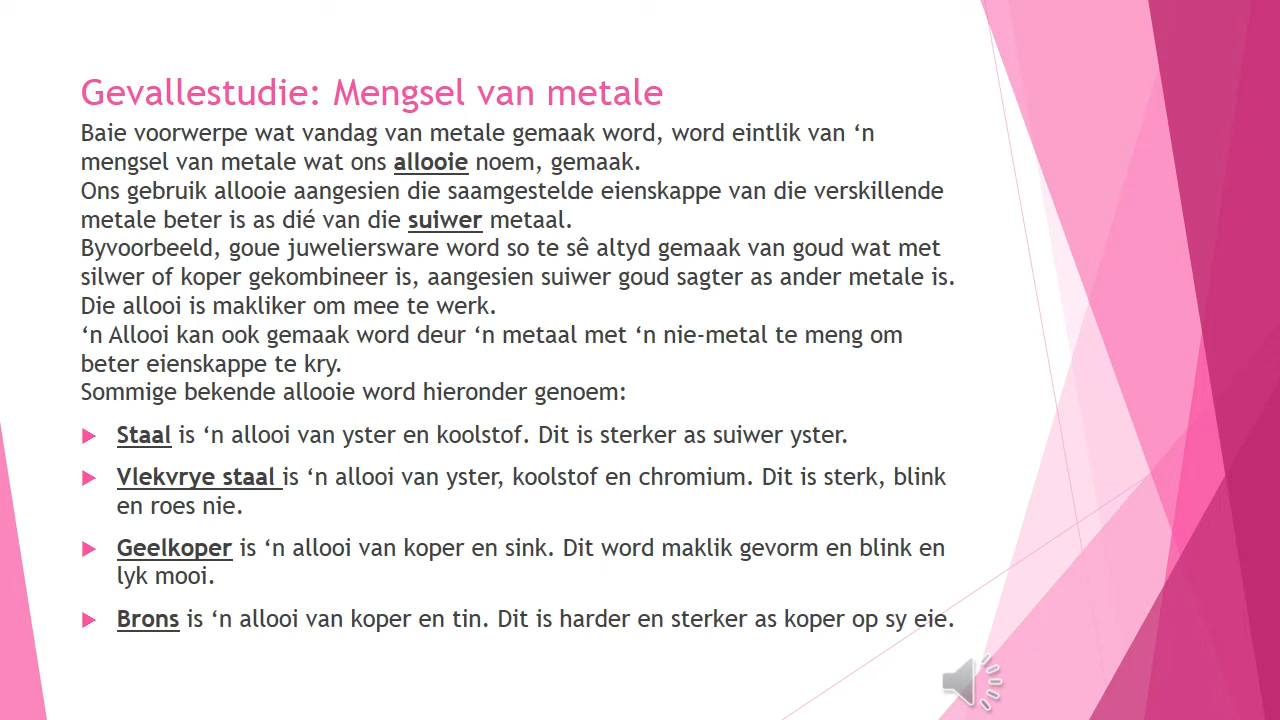 Gevallestudie: Mengsel van metale
Baie voorwerpe wat vandag van metale gemaak word, word eintlik van ‘n
mengsel van metale wat ons allooie noem, gemaak.
Ons gebruik allooie aangesien die saamgestelde eienskappe van die verskillende
metale beter is as dié van die suiwer metaal.
Byvoorbeeld, goue juweliersware word so te sê altyd gemaak van goud wat met
silwer of koper gekombineer is, aangesien suiwer goud sagter as ander metale is.
Die allooi is makliker om mee te werk.
‘n Allooi kan ook gemaak word deur ‘n metaal met ‘n nie-metal te meng om
beter eienskappe te kry.
Sommige bekende allooie word hieronder genoem:
Staal is ‘n allooi van yster en koolstof. Dit is sterker as suiwer yster.
Vlekvrye staal is ‘n allooi van yster, koolstof en chromium. Dit is sterk, blink
en roes nie.
Geelkoper is ‘n allooi van koper en sink. Dit word maklik gevorm en blink en
lyk mooi.
Brons is ‘n allooi van koper en tin. Dit is harder en sterker as koper op sy eie.